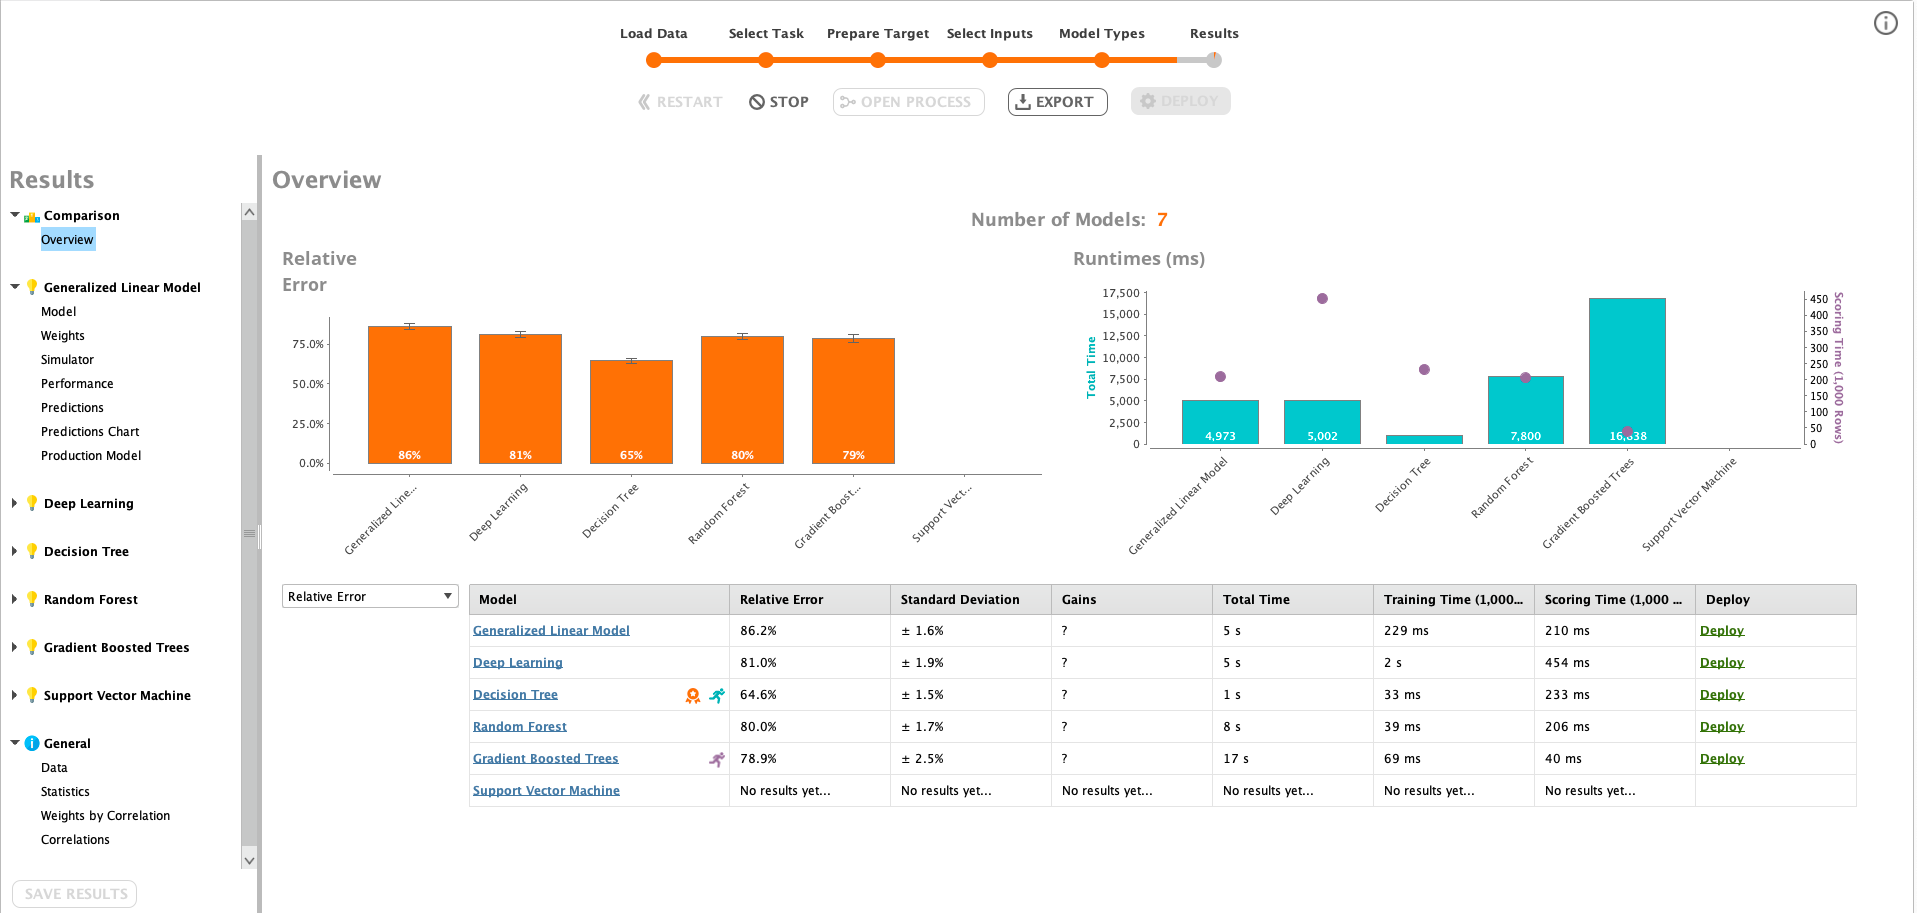 Load Data Select Task Prepare Target Select Inputs Model Types Results
RESTART STOP OPEN PROCESS EXPORT DEPLOY
Results
Comparison
Overview
Generalized Linear Model
Model
Weights
Simulator
Performance
Predictions
Predictions Chart
Production Model
Deep Learning
Decision Tree
Random Forest
Gradient Boosted Trees
Support Vector Machine
General
Data
Statistics
Weights by Correlation
Correlations
SAVE RESULTS
Overview
Number of Models: 7
Relative
Error
75.0%
50.0%
25.0%
0.0%
86% 81% 65% 80% 79%
Generalized Line...
Deep Learning
Decision Tree
Random Forest
Gradient Boost...
Support Vect...
Runtimes (ms)
Total Time
17,500
15,000
12,500
10,000
7,500
5,000
2,500
0
4,973 5,002 7,800
450
400
350
300
250
200
150
100
50
0
Scoring Time (1,000 Rows)
Generalized Linear Model
Deep Learning
Decision Tree
Random Forest
Gradient Boosted Trees
Support Vector Machine
Relative Error
Model Relative Error Standard Deviation Gains Total Time Training Time (1,000... Scoring Time (1,000 ... Deploy
Generalized Linear Model 86.2% ± 1.6% ? 5 s 229 ms 210 ms Deploy
Deep Learning 81.0% ± 1.9% ? 5 s 2 s 454 ms Deploy
Decision Tree 64.6% ± 1.5% ? 1 s 33 ms 233 ms Deploy
Random Forest 80.0% ± 1.7% ? 8 s 39 ms 206 ms Deploy
Gradient Boosted Trees 78.9% ± 2.5% ? 17 s 69 ms 40 ms Deploy
Support Vector Machine No results yet... No results yet... No results yet... No results yet... No results yet... No results yet...